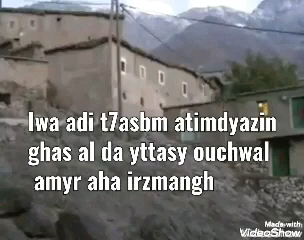 Iwa adi t7asbm atimdyazin
ghas al da yttasy ouchwal
amyr aha irzmangh
Made with
VideoShow